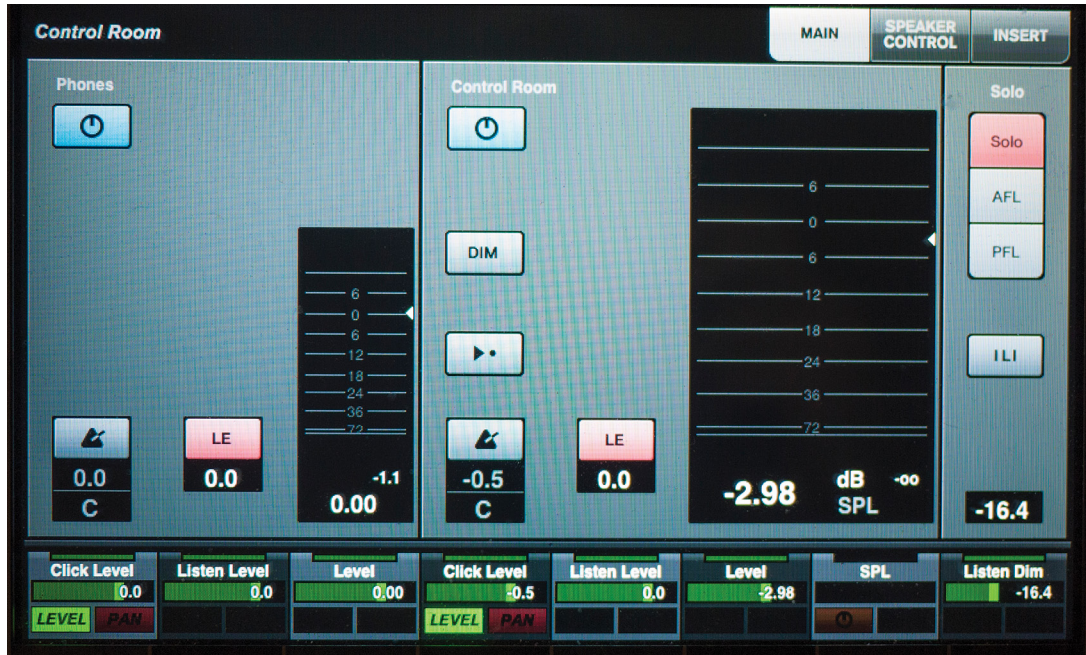 Control Room
MAIN
SPEAKER
CONTROL
INSERT
Phones
6
0
6
12
18
24
36
72
LE
0.0
C
0.0
-1.1
0.00
Control Room
DIM
-0.5
C
LE
0.0
6
0
6
12
18
24
36
72
-2.98
dB
SPL
-∞
Solo
Solo
AFL
PFL
ILI
-16.4
Click Level
0.0
LEVEL PAN
Listen Level
0.0
Level
0.00
Click Level
-0.5
LEVEL PAN
Listen Level
0.0
Level
-2.98
SPL
Listen Dim
-16.4